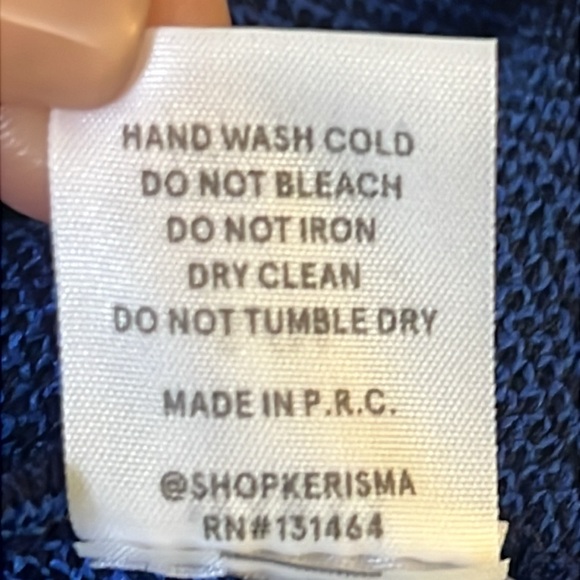 HAND WASH COLD
DO NOT BLEACH
DO NOT IRON
DRY CLEAN
DO NOT TUMBLE DRY
MADE IN P.R.C.
@SHOPKERISMA
RN#131464